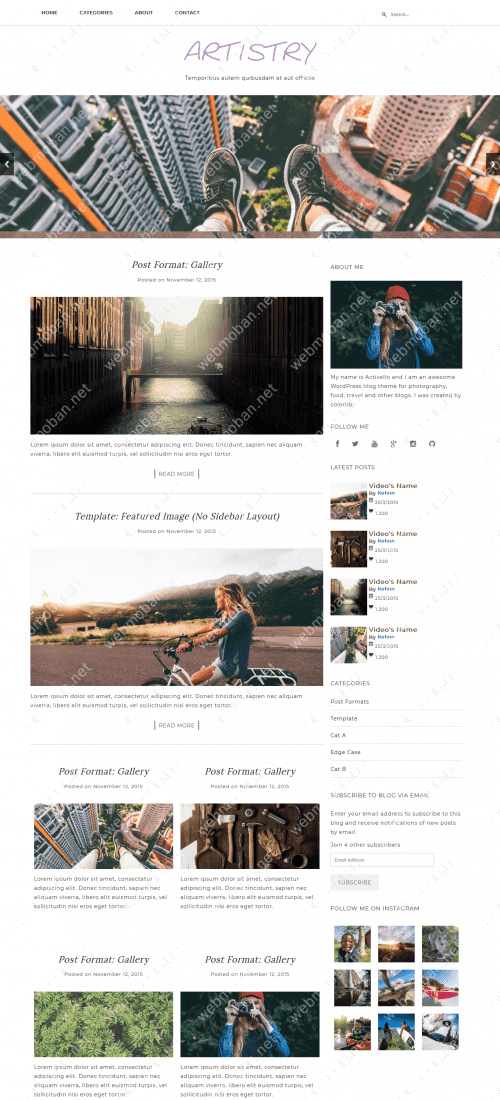 HOME CATEGORIES ABOUT CONTACT Search...
ARTISTRY
Temporibus autem quibusdam et aut officiis
Post Format: Gallery
Posted on November 12, 2015
Lorem ipsum dolor sit amet, consectetur adipiscing elit. Donec tincidunt, sapien nec aliquam
viverra, libero elit euismod turpis, vel sollicitudin nisi eros eget tortor.
READ MORE
Template: Featured Image (No Sidebar Layout)
Posted on November 12, 2015
Lorem ipsum dolor sit amet, consectetur adipiscing elit. Donec tincidunt, sapien nec aliquam
viverra, libero elit euismod turpis, vel sollicitudin nisi eros eget tortor.
READ MORE
Post Format: Gallery
Posted on November 12, 2015
Lorem ipsum dolor sit amet, consectetur
adipiscing elit. Donec tincidunt, sapien nec
aliquam viverra, libero elit euismod turpis, vel
sollicitudin nisi eros eget tortor.
Post Format: Gallery
Posted on November 12, 2015
Lorem ipsum dolor sit amet, consectetur
adipiscing elit. Donec tincidunt, sapien nec
aliquam viverra, libero elit euismod turpis, vel
sollicitudin nisi eros eget tortor.
Post Format: Gallery
Posted on November 12, 2015
Lorem ipsum dolor sit amet, consectetur
adipiscing elit. Donec tincidunt, sapien nec
aliquam viverra, libero elit euismod turpis, vel
Post Format: Gallery
Posted on November 12, 2015
Lorem ipsum dolor sit amet, consectetur
adipiscing elit. Donec tincidunt, sapien nec
aliquam viverra, libero elit euismod turpis, vel
ABOUT ME
My name is Activello and I am an awesome
WordPress blog theme for photography,
food, travel and other blogs. I was created by
colorlib.
FOLLOW ME
LATEST POSTS
Video's Name
By Kelvin
25/3/2015
1,200
Video's Name
By Kelvin
25/3/2015
1,200
Video's Name
By Kelvin
25/3/2015
1,200
Video's Name
By Kelvin
25/3/2015
1,200
CATEGORIES
Post Formats
Template
Cat A
Edge Case
Cat B
SUBSCRIBE TO BLOG VIA EMAIL
Enter your email address to subscribe to this
blog and receive notifications of new posts
by email.
Join 4 other subscribers
Email Address
SUBSCRIBE
FOLLOW ME ON INSTAGRAM
webmoban.net